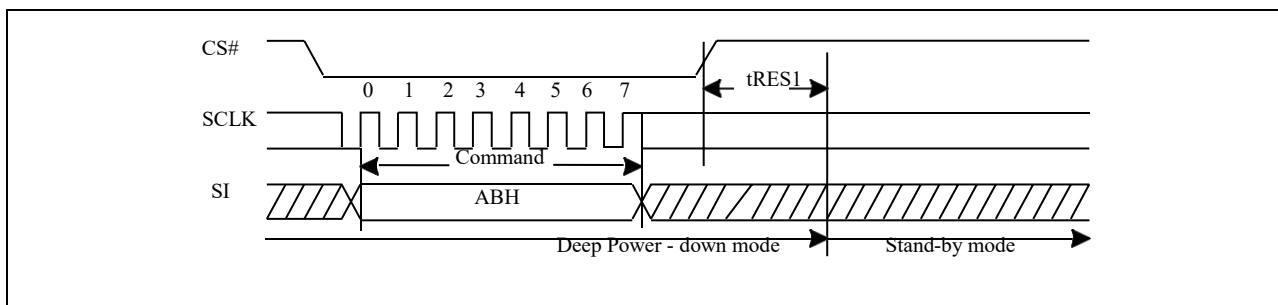 CS#
tRES1
0 1 2 3 4 5 6 7
SCLK
Command
SI
ABH
Deep Power - down mode
Stand-by mode